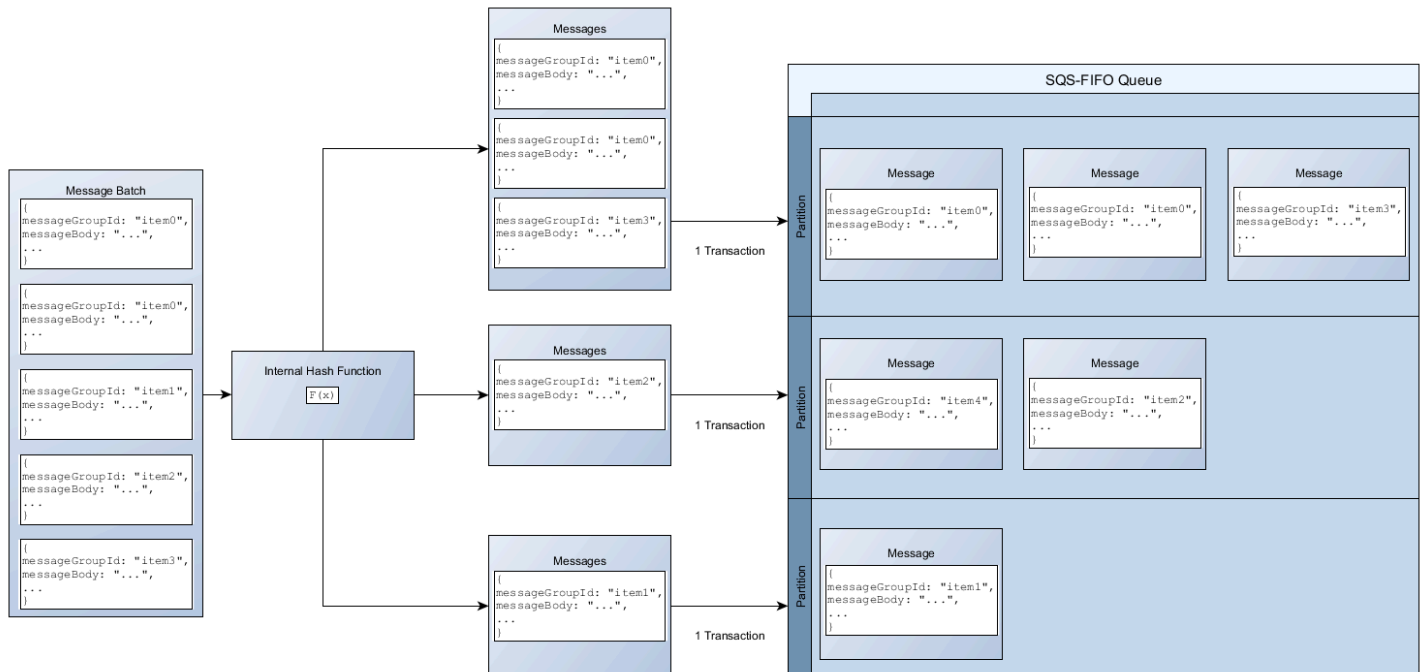 Message Batch
{
messageGroupId: "item0",
messageBody: "...",
...
}
{
messageGroupId: "item0",
messageBody: "...",
...
}
{
messageGroupId: "item1",
messageBody: "...",
...
}
{
messageGroupId: "item2",
messageBody: "...",
...
}
{
messageGroupId: "item3",
messageBody: "...",
...
}
Internal Hash Function
F(x)
Messages
{
messageGroupId: "item0",
messageBody: "...",
...
}
{
messageGroupId: "item0",
messageBody: "...",
...
}
{
messageGroupId: "item3",
messageBody: "...",
...
}
1 Transaction
Messages
{
messageGroupId: "item2",
messageBody: "...",
...
}
1 Transaction
Messages
{
messageGroupId: "item1",
messageBody: "...",
...
}
1 Transaction
SQS-FIFO Queue
Partition
Message
{
messageGroupId: "item0",
messageBody: "...",
...
}
Message
{
messageGroupId: "item0",
messageBody: "...",
...
}
Message
{
messageGroupId: "item3",
messageBody: "...",
...
}
Partition
Message
{
messageGroupId: "item4",
messageBody: "...",
...
}
Message
{
messageGroupId: "item2",
messageBody: "...",
...
}
Partition
Message
{
messageGroupId: "item1",
messageBody: "...",
...
}